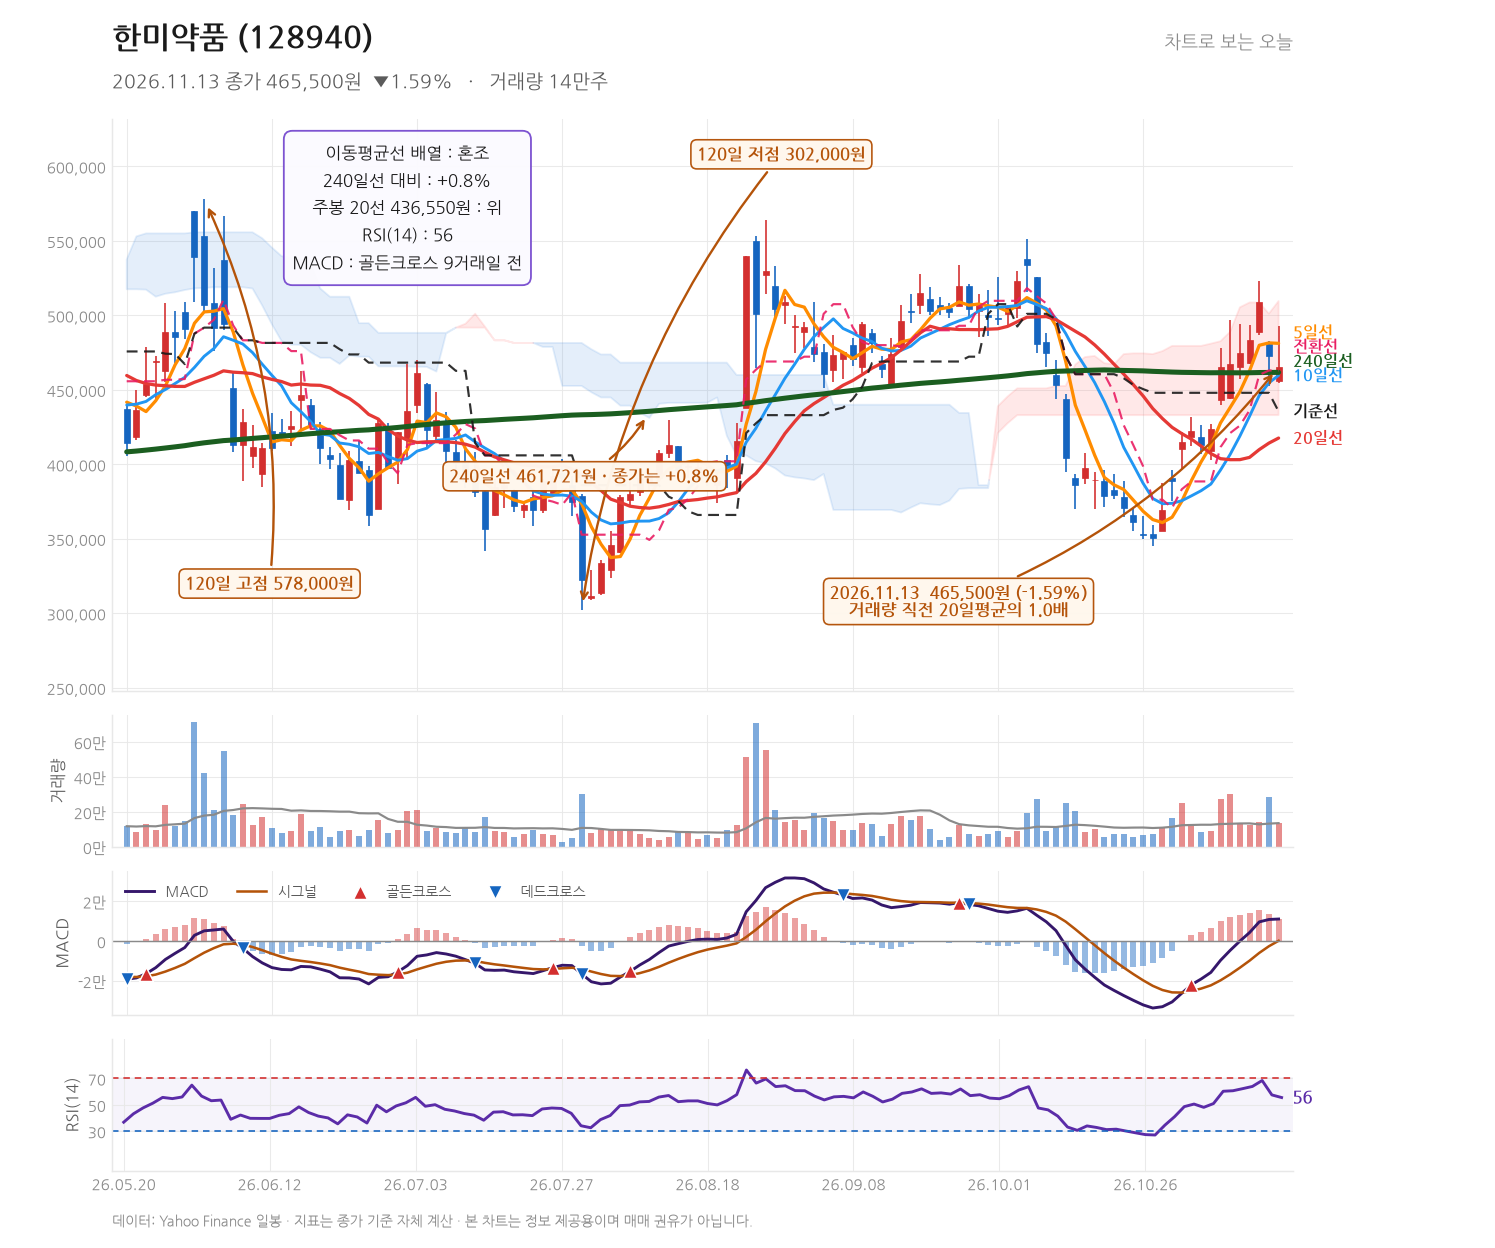 한미약품 (128940)
차트로 보는 오늘
2026.11.13 종가 465,500원 ▼1.59% · 거래량 14만주
이동평균선 배열 : 혼조
240일선 대비 : +0.8%
주봉 20선 436,550원 : 위
RSI(14) : 56
MACD : 골든크로스 9거래일 전
120일 저점 302,000원
600,000
550,000
500,000
450,000
400,000
350,000
300,000
250,000
5일선
전환선
240일선
10일선
기준선
20일선
240일선 461,721원 · 종가는 +0.8%
120일 고점 578,000원
2026.11.13 465,500원 (-1.59%)
거래량 직전 20일평균의 1.0배
거래량
60만
40만
20만
0만
MACD
MACD
시그널
골든크로스
데드크로스
2만
0
-2만
RSI(14)
70
50
30
56
26.05.20
26.06.12
26.07.03
26.07.27
26.08.18
26.09.08
26.10.01
26.10.26
데이터: Yahoo Finance 일봉 · 지표는 종가 기준 자체 계산 · 본 차트는 정보 제공용이며 매매 권유가 아닙니다.